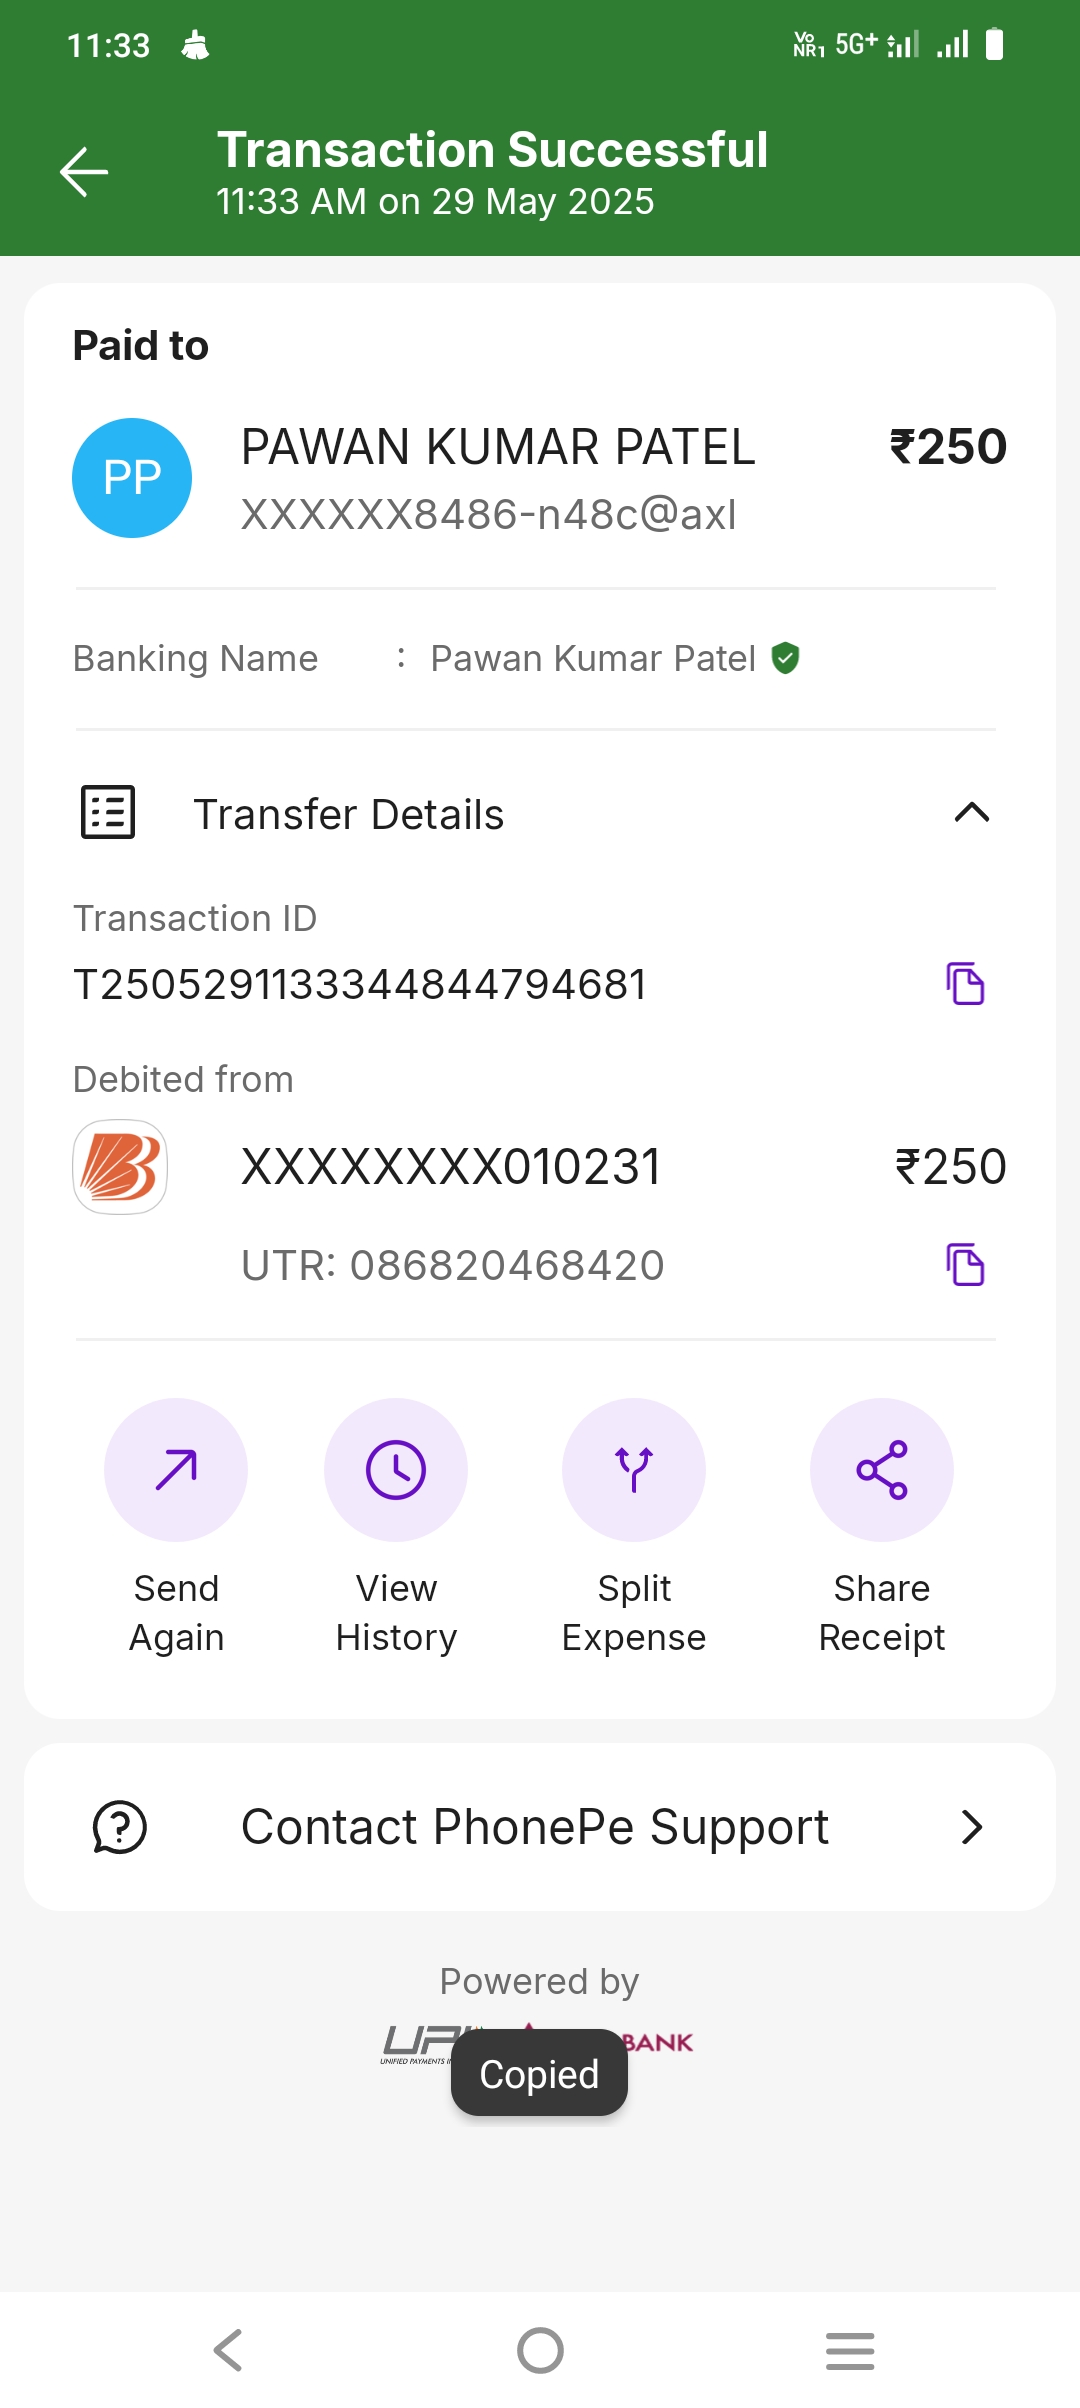 11:33
Vo
NR1 5G+
Transaction Successful
11:33 AM on 29 May 2025
Paid to
PP
PAWAN KUMAR PATEL ₹250
XXXXXX8486-n48c@axl
Banking Name : Pawan Kumar Patel
Transfer Details
Transaction ID
T2505291133344844794681
Debited from
XXXXXXXX010231 ₹250
UTR: 086820468420
Send Again
View History
Split Expense
Share Receipt
Contact PhonePe Support
Powered by
UPI BANK
UNIFIED PAYMENTS
Copied